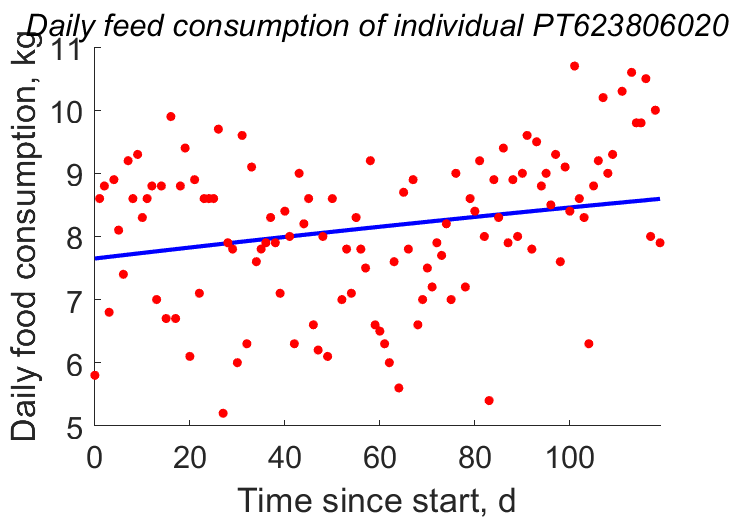 Daily feed consumption of individual PT623806020
Daily food consumption, kg
11
10
9
8
7
6
5
0 20 40 60 80 100
Time since start, d